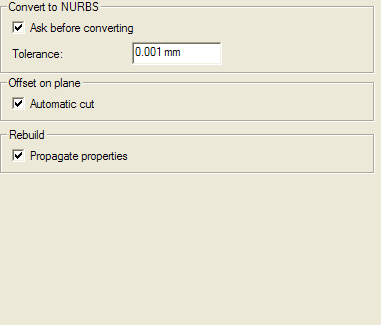 Convert to NURBS
Ask before converting
Tolerance: 0.001 mm
Offset on plane
Automatic cut
Rebuild
Propagate properties